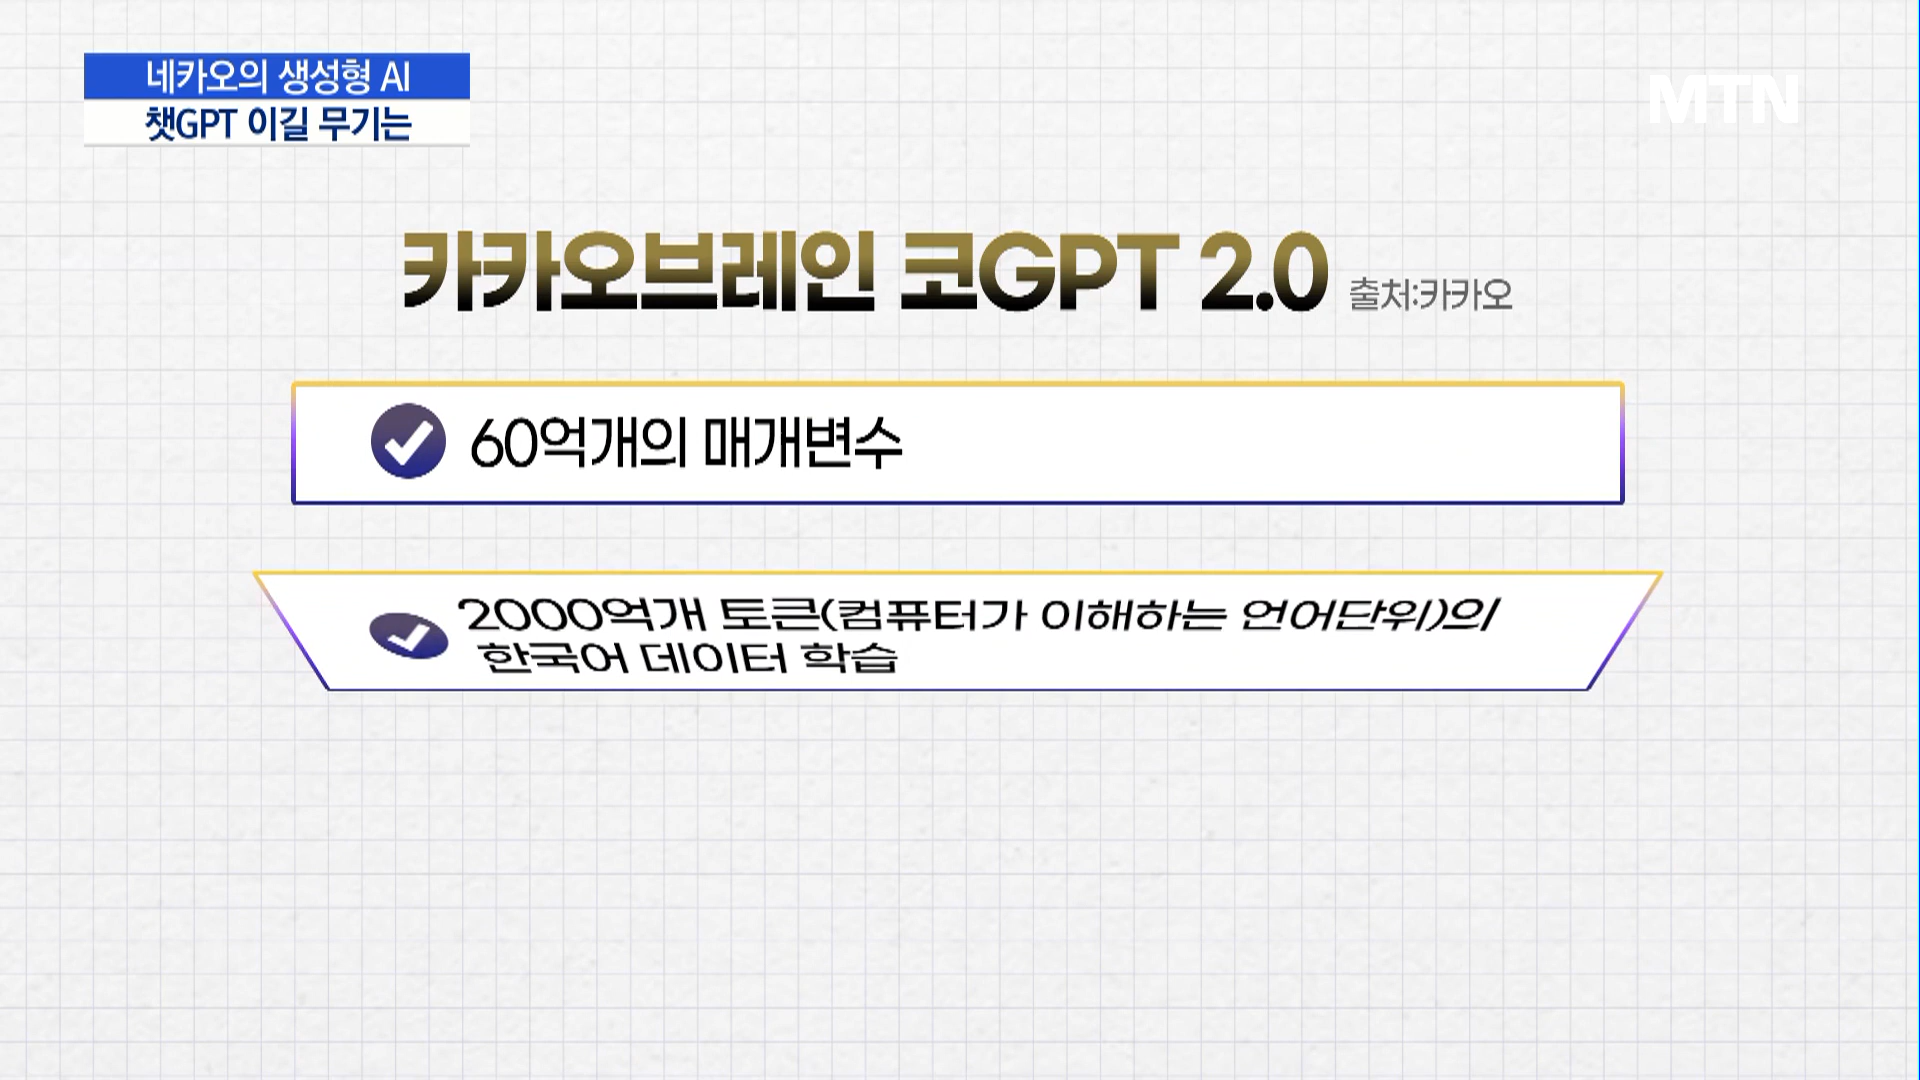 네카오의 생성형 AI
챗GPT 이길 무기는
MTN
카카오브레인 코GPT 2.0 출처:카카오
60억개의 매개변수
2000억개 토큰(컴퓨터가 이해하는 언어단위)의
한국어 데이터 학습